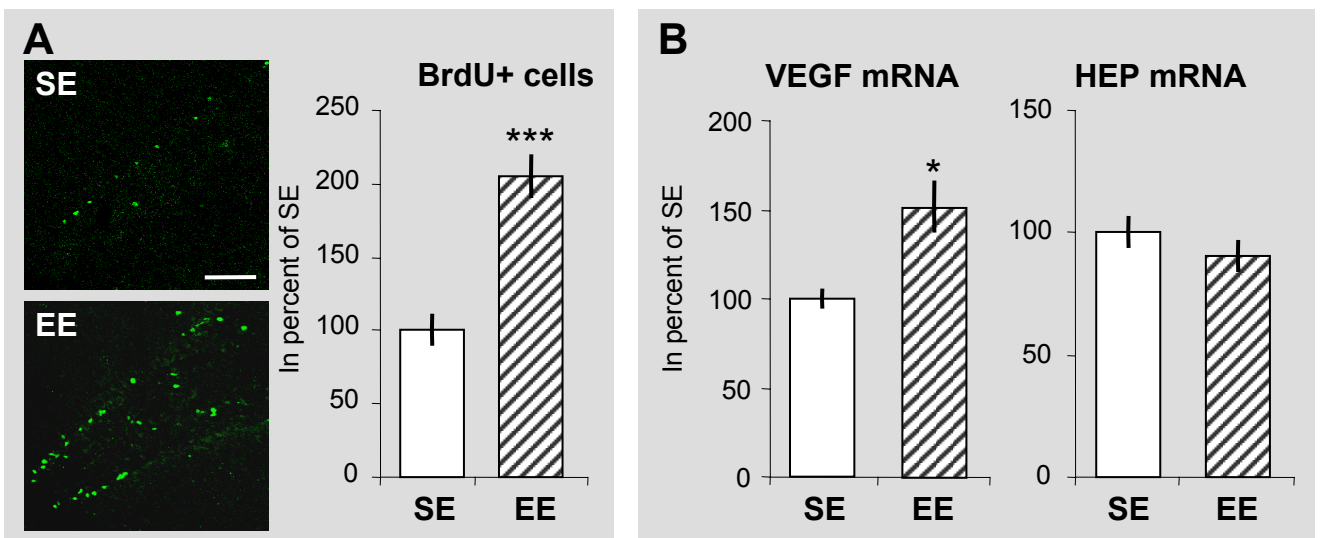 A
SE
EE
BrdU+ cells
In percent of SE
250
200
150
100
50
0
***
SE EE
B
VEGF mRNA
In percent of SE
200
150
100
50
0
*
SE EE
HEP mRNA
150
100
50
0
SE EE